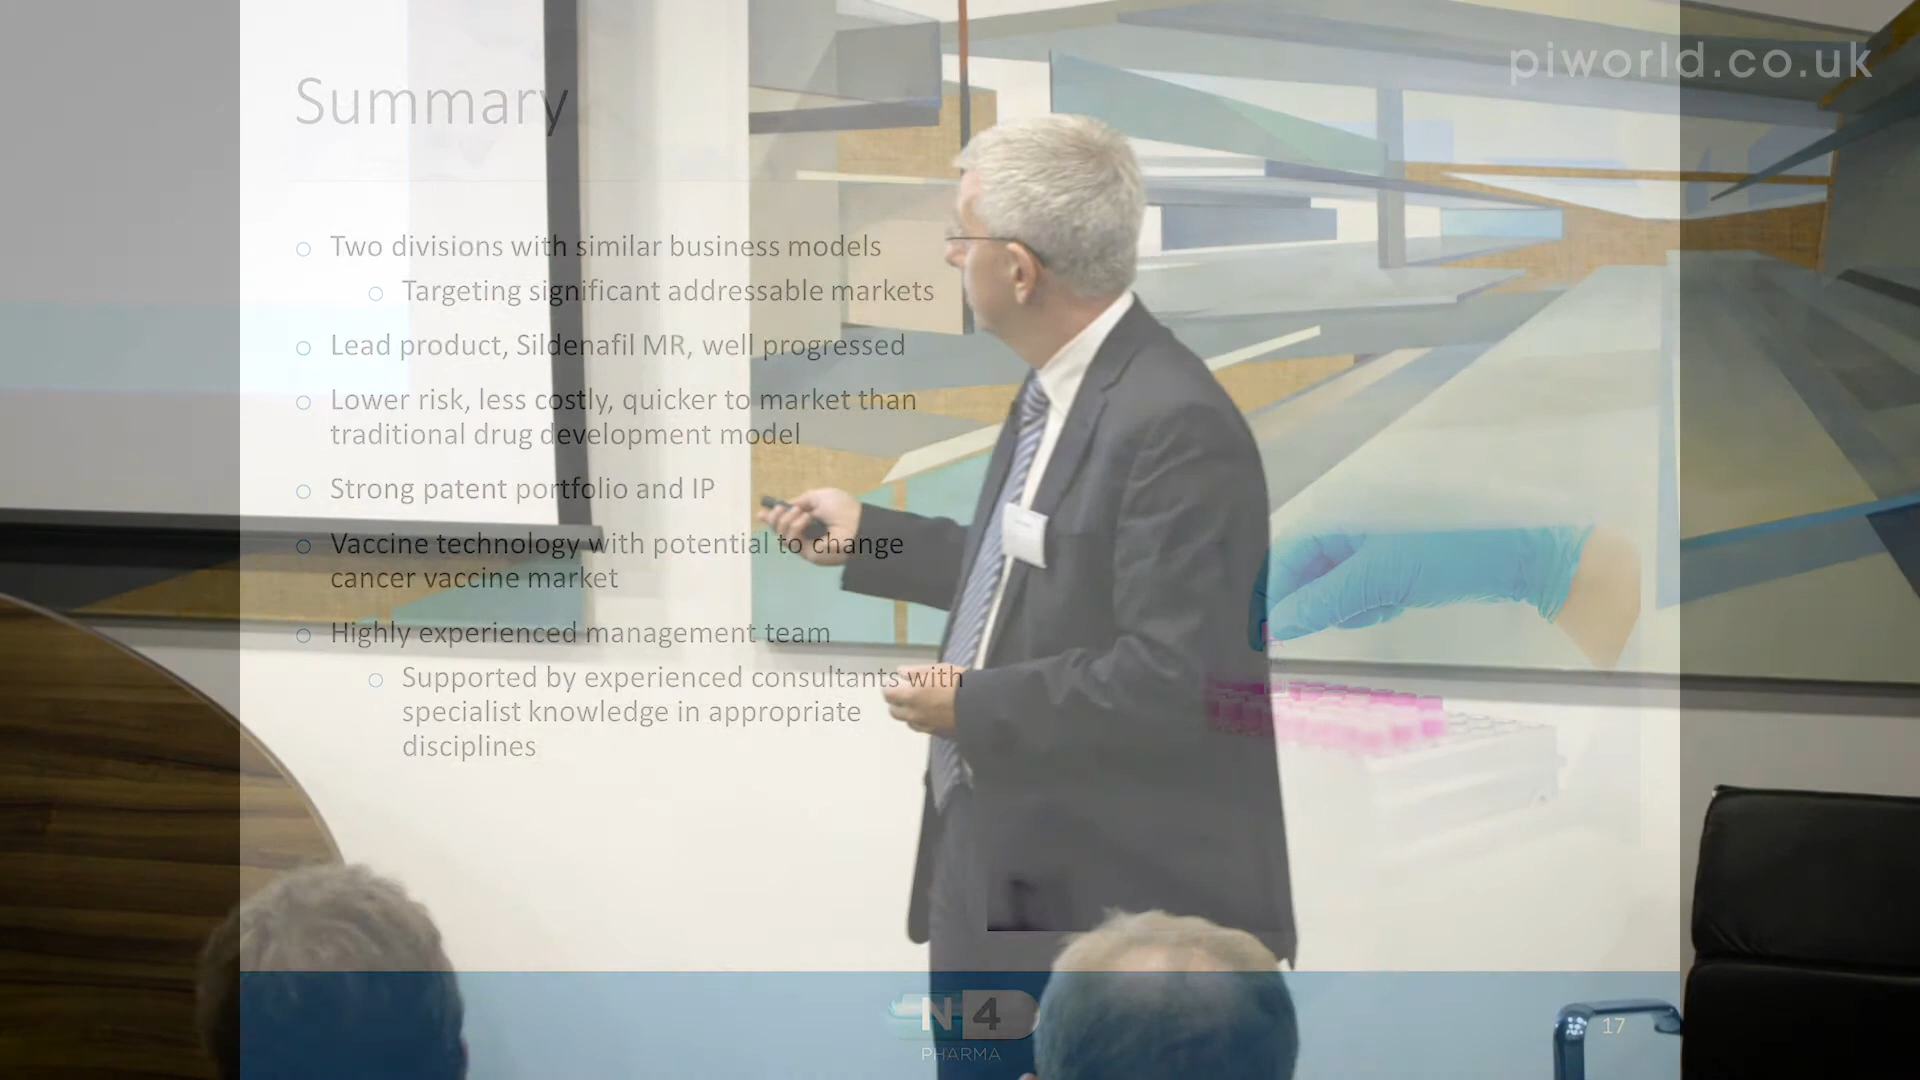 piworld.co.uk
Summary
Two divisions with similar business models
Targeting significant addressable markets
Lead product, Sildenafil MR, well progressed
Lower risk, less costly, quicker to market than
traditional drug development model
Strong patent portfolio and IP
Vaccine technology with potential to change
cancer vaccine market
Highly experienced management team
Supported by experienced consultants with
specialist knowledge in appropriate
disciplines
N4
PHARMA
17